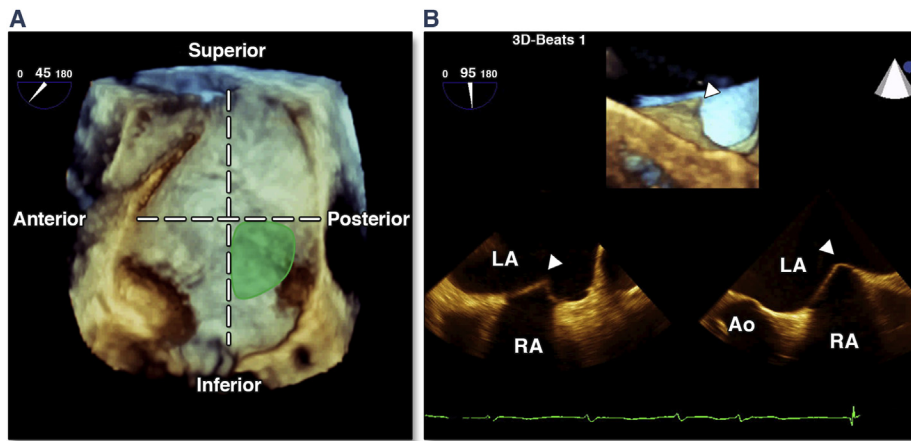 A
Superior
0 45 180
Anterior
Posterior
Inferior
B
3D-Beats 1
0 95 180
LA
RA
LA
Ao
RA